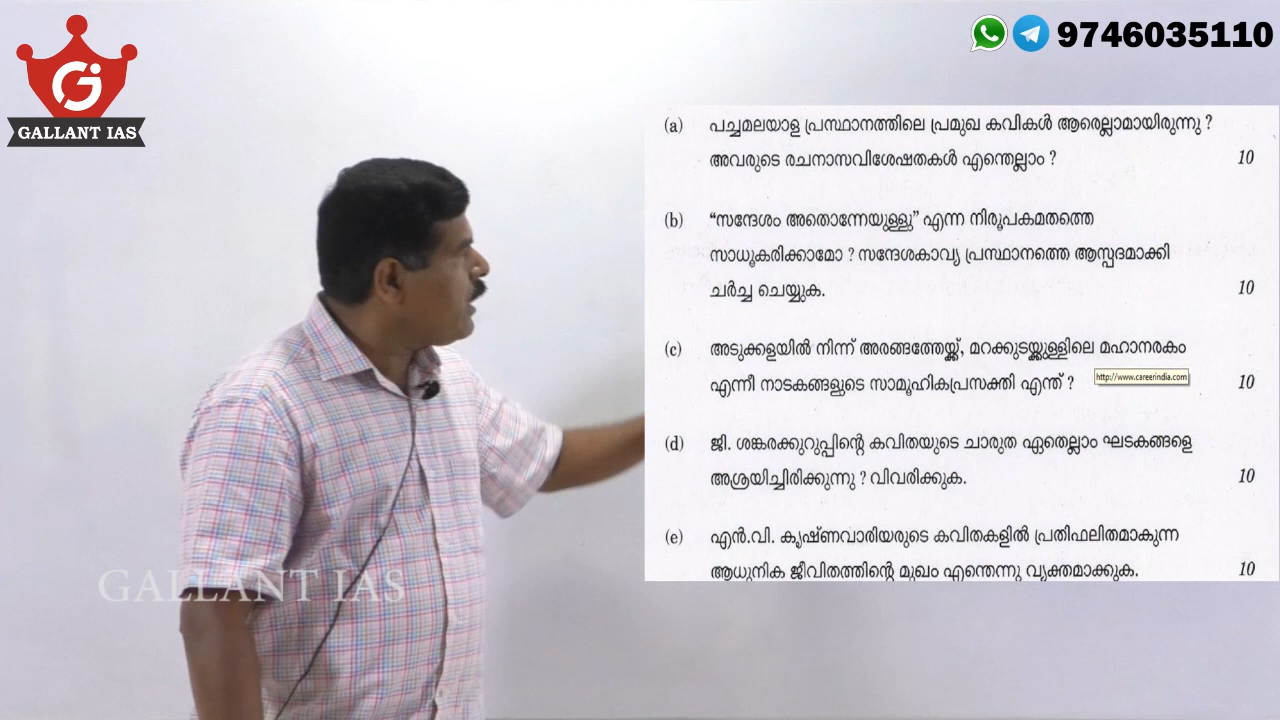 GALLANT IAS
9746035110
(a) പച്ചമലയാള പ്രസ്ഥാനത്തിലെ പ്രമുഖ കവികൾ ആരെല്ലാമായിരുന്നു ?
അവരുടെ രചനാസവിശേഷതകൾ എന്തെല്ലാം ? 10
(b) “സന്ദേശം അതൊന്നേയുള്ളു” എന്ന നിരൂപകമതത്തെ
സാധൂകരിക്കാമോ ? സന്ദേശകാവ്യ പ്രസ്ഥാനത്തെ ആസ്പദമാക്കി
ചർച്ച ചെയ്യുക. 10
(c) അടുക്കളയിൽ നിന്ന് അരങ്ങത്തേയ്ക്ക്, മറക്കുടയ്ക്കുള്ളിലെ മഹാനരകം
എന്നീ നാടകങ്ങളുടെ സാമൂഹികപ്രസക്തി എന്ത് ? 10
http://www.careerindia.com
(d) ജി. ശങ്കരക്കുറുപ്പിന്റെ കവിതയുടെ ചാരുത ഏതെല്ലാം ഘടകങ്ങളെ
അശ്രയിച്ചിരിക്കുന്നു ? വിവരിക്കുക. 10
(e) എൻ.വി. കൃഷ്ണവാരിയരുടെ കവിതകളിൽ പ്രതിഫലിതമാകുന്ന
ആധുനിക ജീവിതത്തിന്റെ മുഖം എന്തെന്നു വ്യക്തമാക്കുക. 10
GALLANT IAS